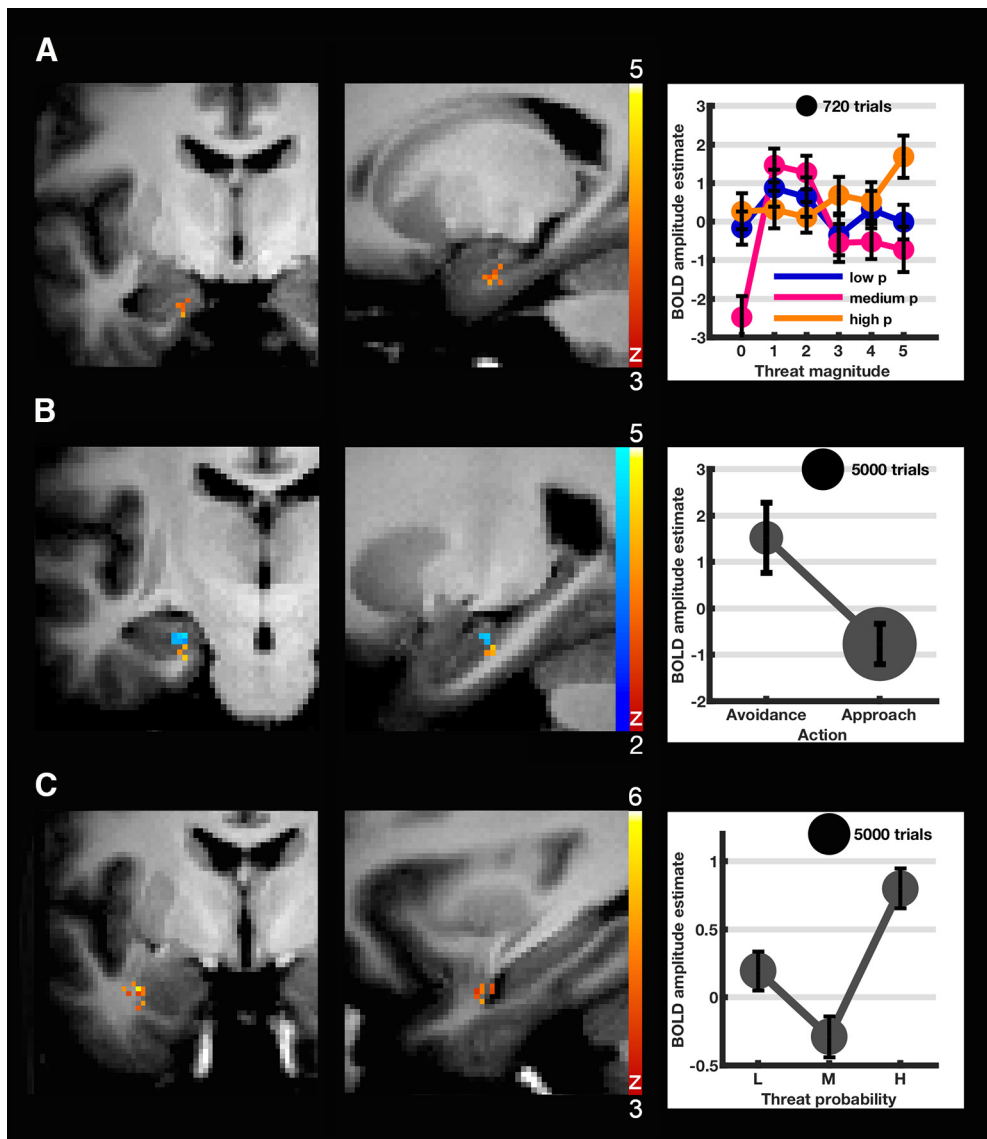 A
5
z
3
3
2
1
0
-1
-2
-3
BOLD amplitude estimate
720 trials
low p
medium p
high p
0 1 2 3 4 5
Threat magnitude
B
5
z
2
3
2
1
0
-1
-2
BOLD amplitude estimate
5000 trials
Avoidance Approach
Action
C
6
z
3
1
0.5
0
-0.5
BOLD amplitude estimate
5000 trials
L M H
Threat probability